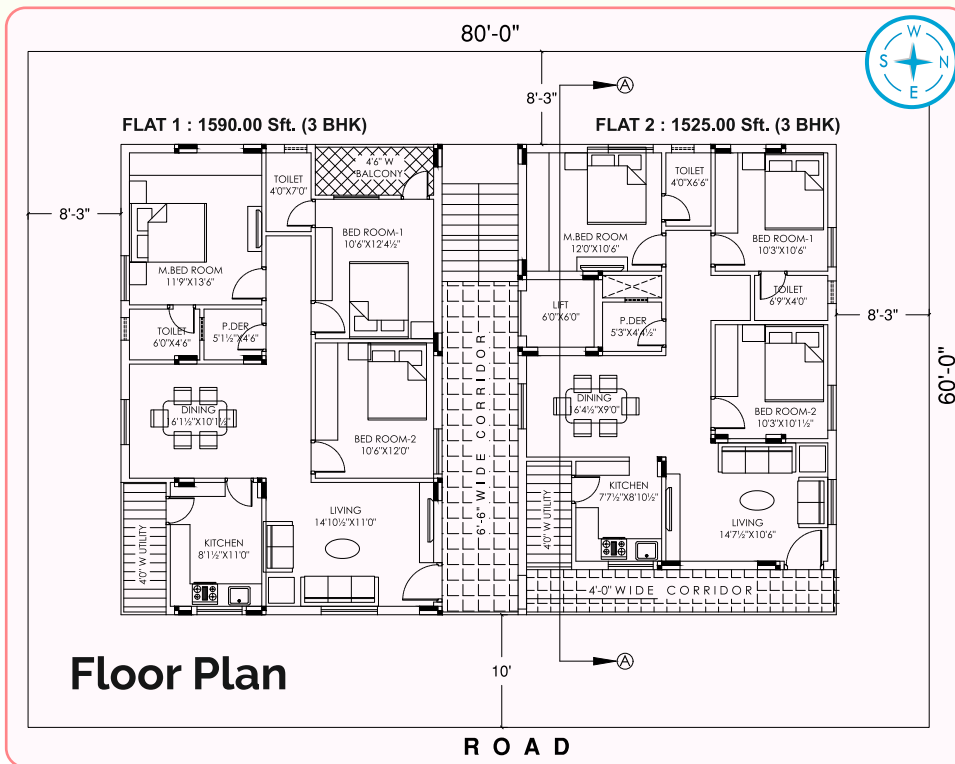 80'-0"
W
S
N
E
8'-3"
A
FLAT 1 : 1590.00 Sft. (3 BHK)
FLAT 2 : 1525.00 Sft. (3 BHK)
TOILET
4'0"X7'0"
4'6" W
BALCONY
M.BED ROOM
12'0"X10'6"
TOILET
4'0"X6'6"
BED ROOM-1
10'3"X10'6"
8'-3"
M.BED ROOM
11'9"X13'6"
BED ROOM-1
10'6"X12'4½"
TOILET
6'0"X4'6"
P.DER
5'1½"X4'6"
LIFT
6'0"X6'0"
P.DER
5'3"X4'4½"
TOILET
6'9"X4'0"
8'-3"
60'-0"
DINING
16'1½"X10'1½"
BED ROOM-2
10'6"X12'0"
6'-6" WIDE CORRIDOR
DINING
16'4½"X9'0"
BED ROOM-2
10'3"X10'1½"
4'0" W UTILITY
KITCHEN
8'1½"X11'0"
LIVING
14'10½"X11'0"
4'0" W UTILITY
KITCHEN
7'7½"X8'10½"
LIVING
14'7½"X10'6"
4'-0" WIDE CORRIDOR
Floor Plan
10'
A
ROAD